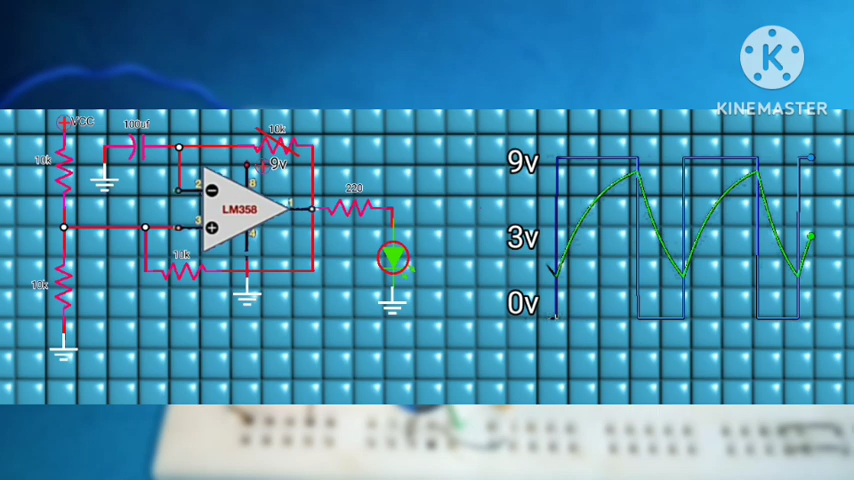 K
KINEMASTER
VCC
100uf
10k
10k
9v
8
2
LM358
1
3
4
220
10k
10k
9v
3v
0v